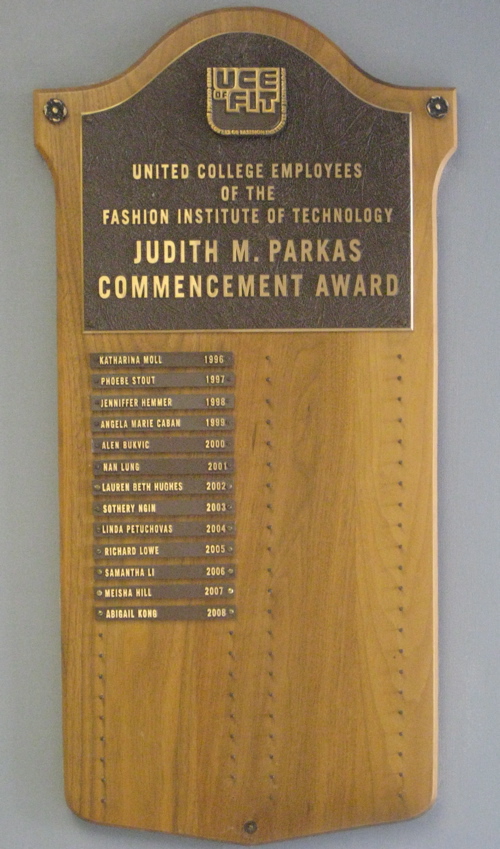 UCE
OF FIT
UNITED COLLEGE EMPLOYEES
OF THE
FASHION INSTITUTE OF TECHNOLOGY
JUDITH M. PARKAS
COMMENCEMENT AWARD
KATHARINA MOLL 1996
PHOEBE STOUT 1997
JENNIFFER HEMMER 1998
ANGELA MARIE CABAN 1999
ALEN BUKVIC 2000
NAN LUNG 2001
LAUREN BETH HUGHES 2002
SOTHERY NGIN 2003
LINDA PETUCHOVAS 2004
RICHARD LOWE 2005
SAMANTHA LI 2006
MEISHA HILL 2007
ABIGAIL KONG 2008